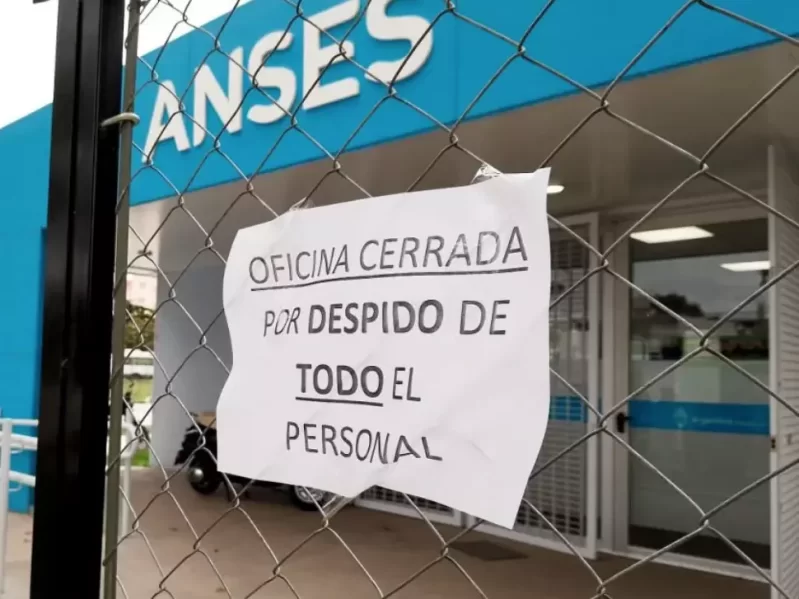 ANSES
OFICINA CERRADA
POR DESPIDO DE
TODO EL
PERSONAL